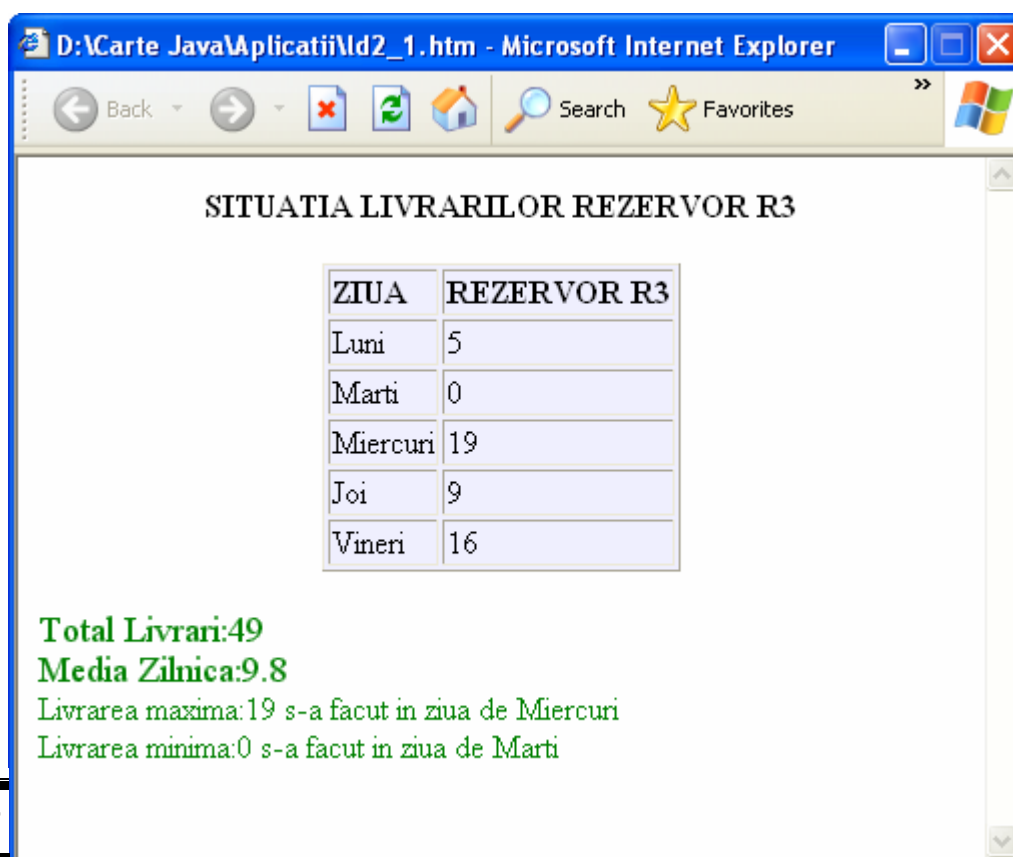 D:\Carte Java\Aplicatii\ld2_1.htm - Microsoft Internet Explorer
Back Search Favorites »
SITUATIA LIVRARILOR REZERVOR R3
ZIUA REZERVOR R3
Luni 5
Marti 0
Miercuri 19
Joi 9
Vineri 16
Total Livrari:49
Media Zilnica:9.8
Livrarea maxima:19 s-a facut in ziua de Miercuri
Livrarea minima:0 s-a facut in ziua de Marti